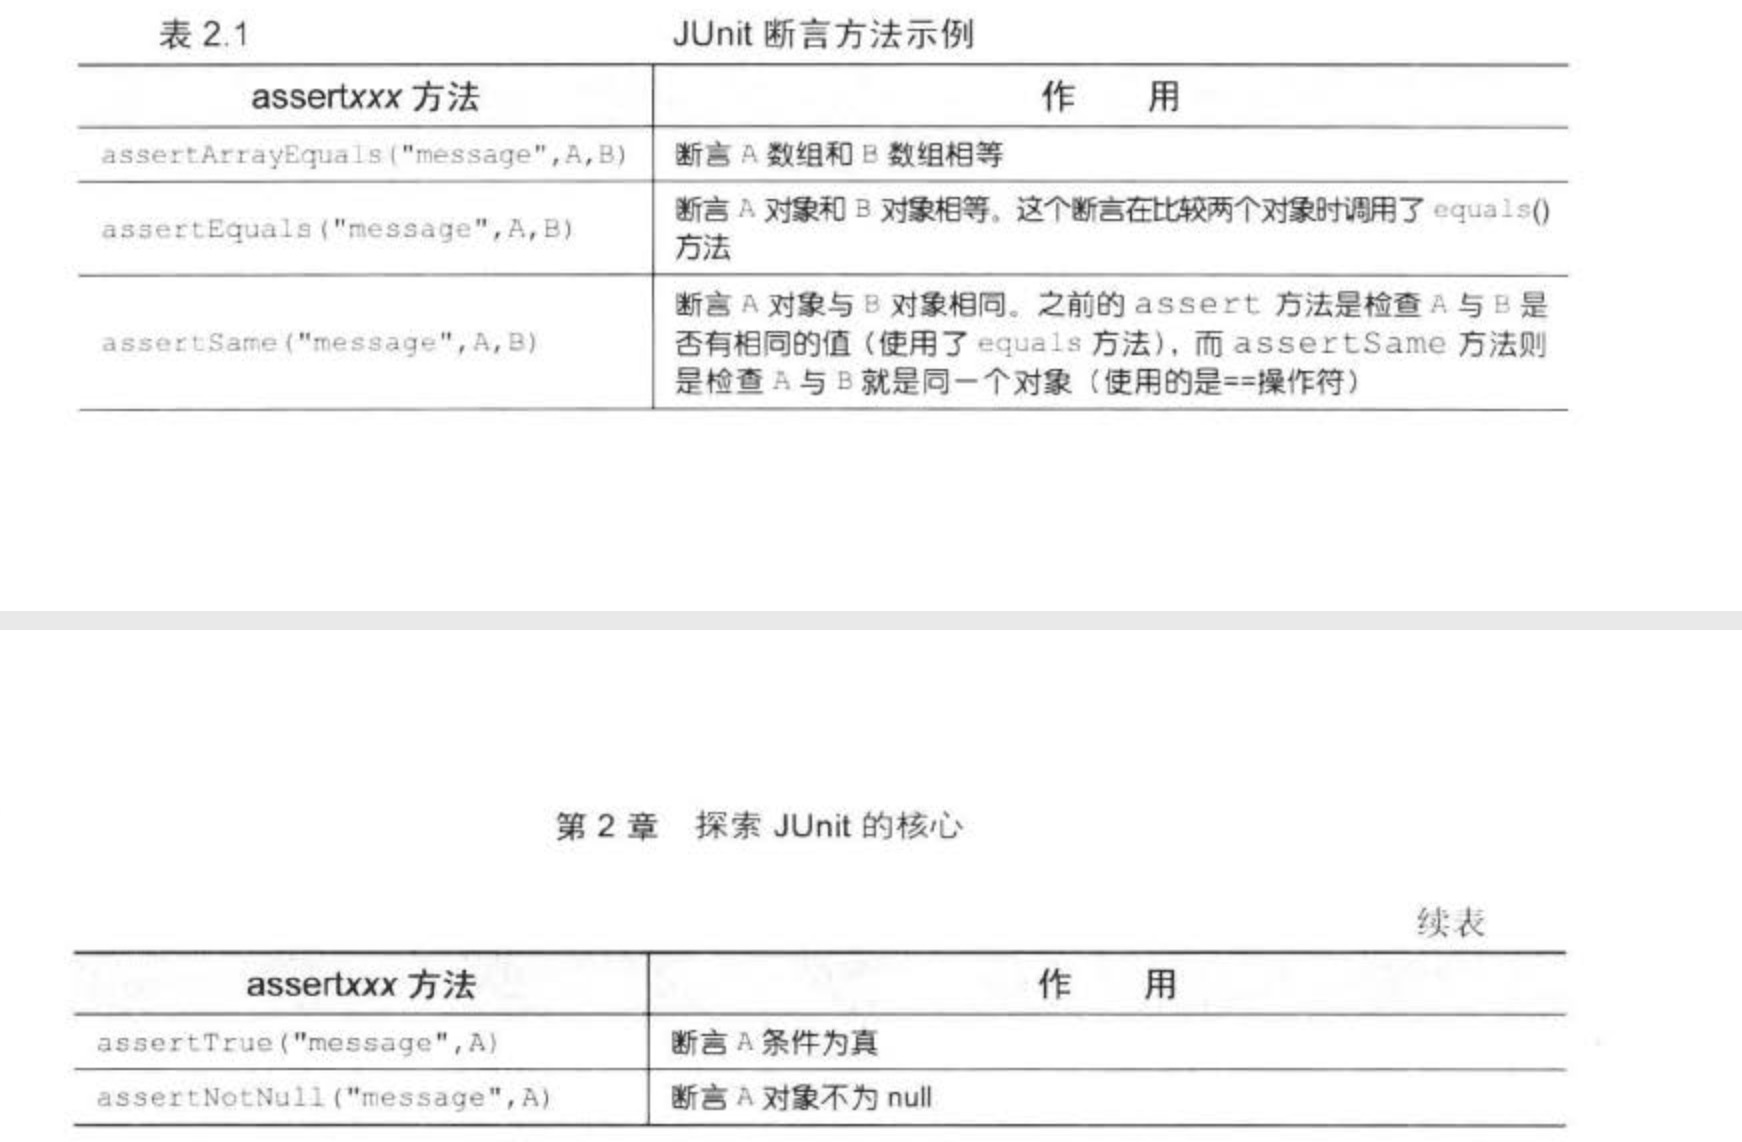 表 2.1 JUnit 断言方法示例
assertxxx 方法 作 用
assertArrayEquals("message",A,B) 断言 A 数组和 B 数组相等
assertEquals("message",A,B) 断言 A 对象和 B 对象相等。这个断言在比较两个对象时调用了 equals()
方法
assertSame("message",A,B) 断言 A 对象与 B 对象相同。之前的 assert 方法是检查 A 与 B 是
否有相同的值（使用了 equals 方法），而 assertSame 方法则
是检查 A 与 B 就是同一个对象（使用的是==操作符）
第 2 章 探索 JUnit 的核心
续表
assertxxx 方法 作 用
assertTrue("message",A) 断言 A 条件为真
assertNotNull("message",A) 断言 A 对象不为 null